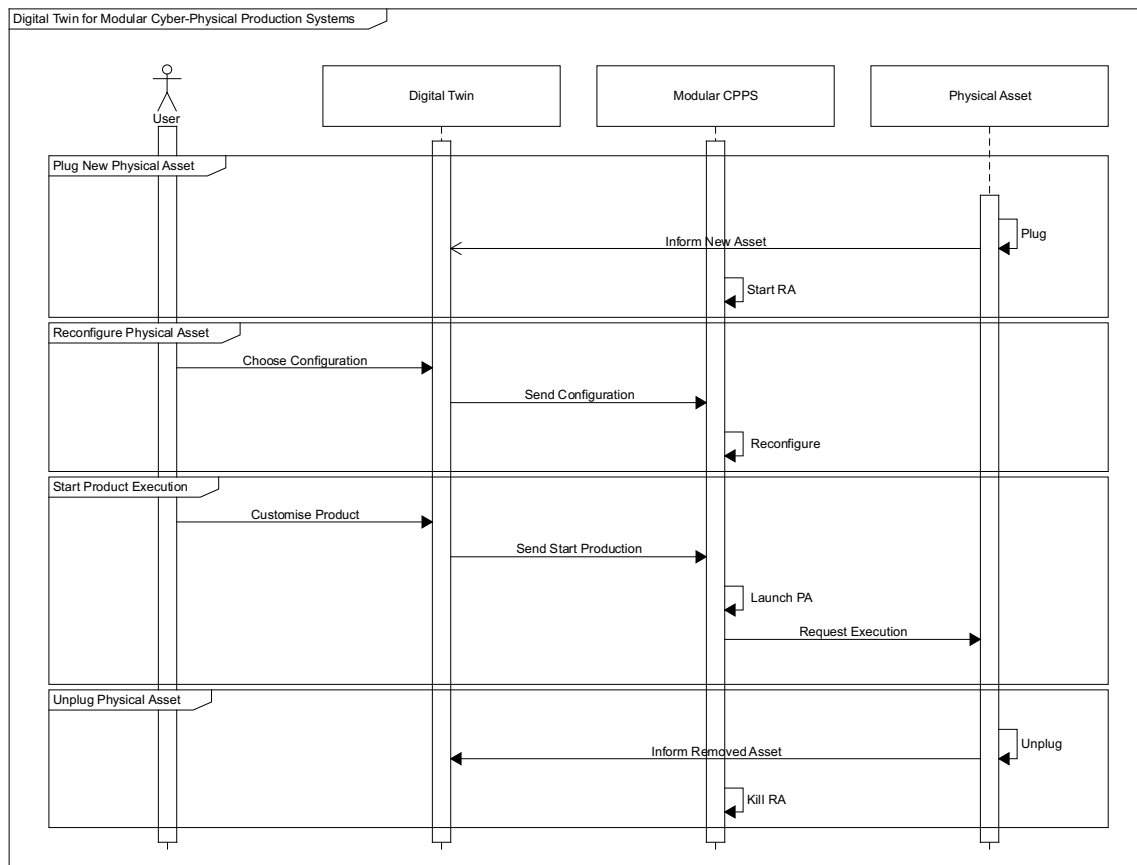 Digital Twin for Modular Cyber-Physical Production Systems
User
Digital Twin
Modular CPPS
Physical Asset
Plug New Physical Asset
Plug
Inform New Asset
Start RA
Reconfigure Physical Asset
Choose Configuration
Send Configuration
Reconfigure
Start Product Execution
Customise Product
Send Start Production
Launch PA
Request Execution
Unplug Physical Asset
Unplug
Inform Removed Asset
Kill RA